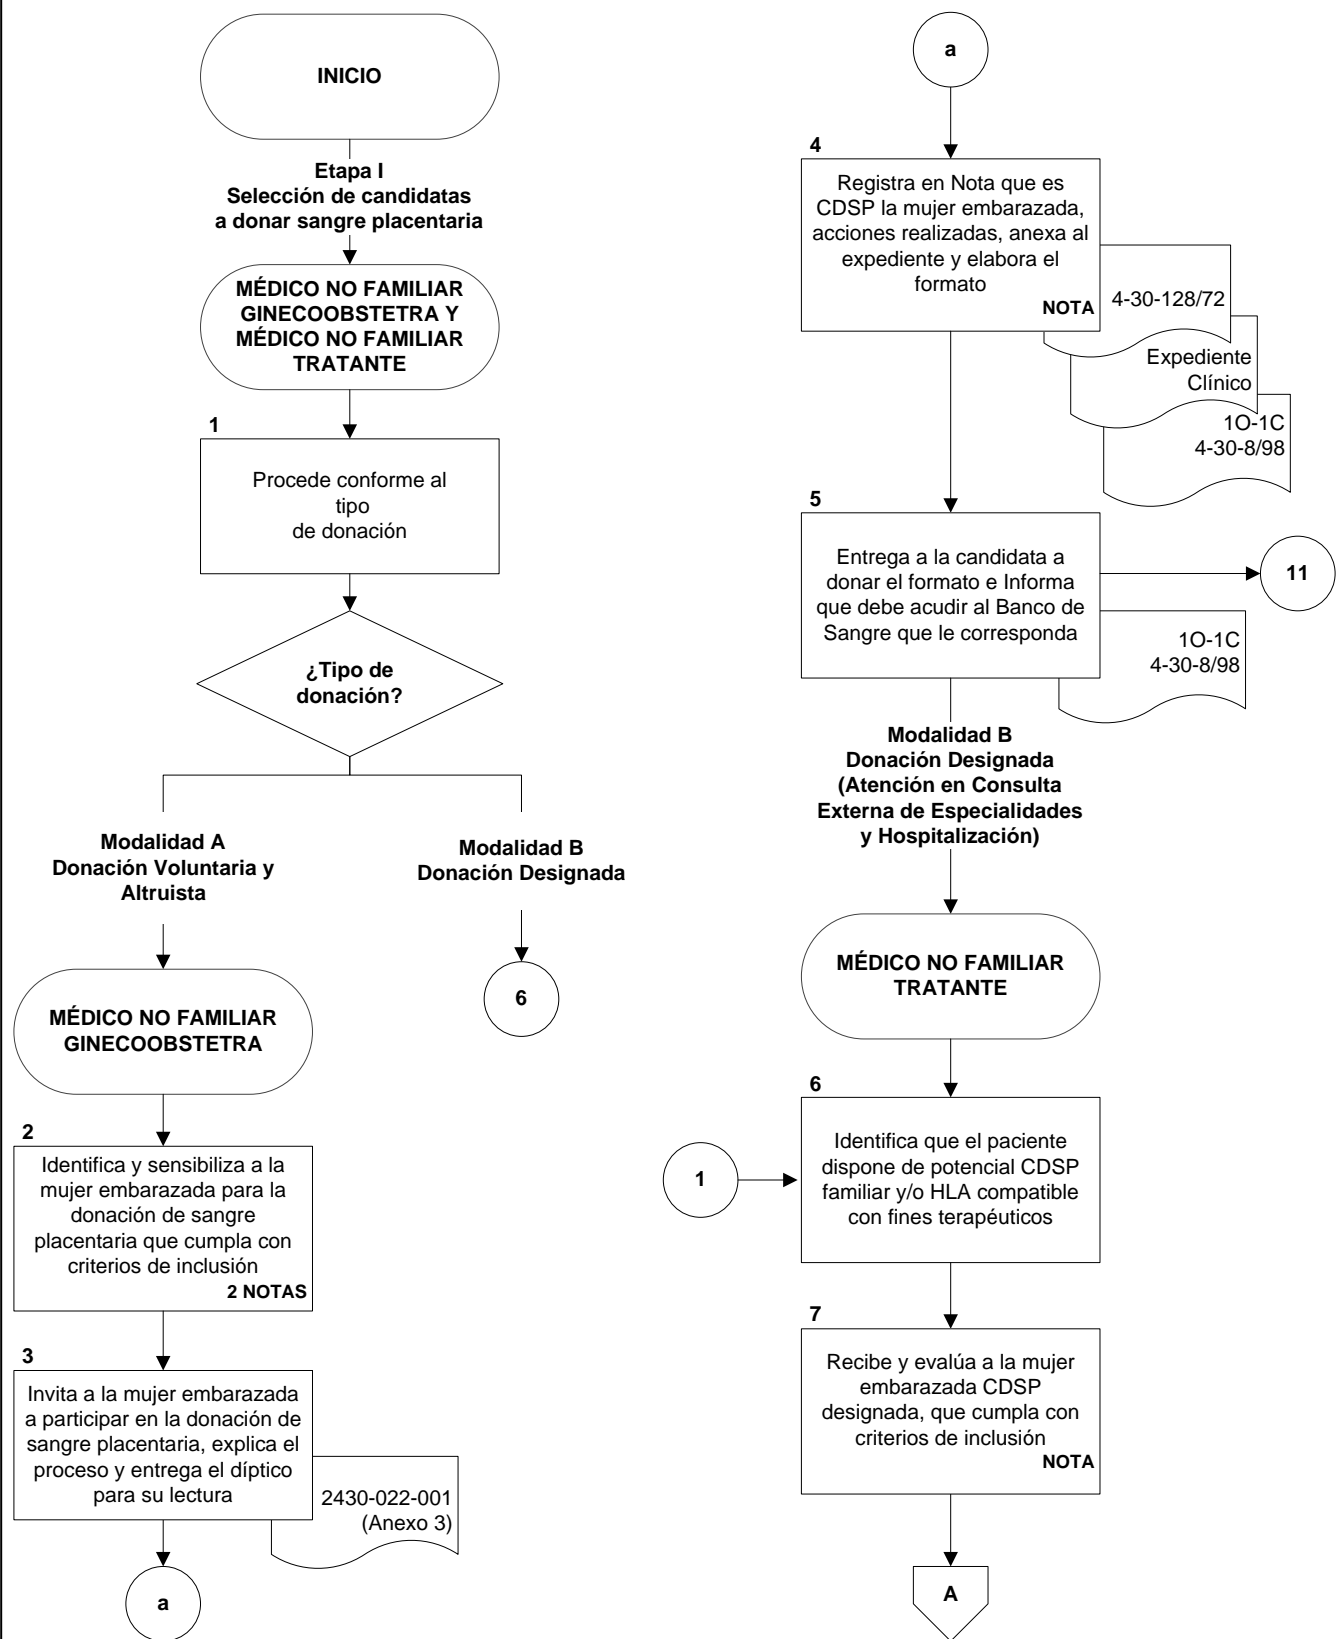 INICIO
Etapa I
Selección de candidatas
a donar sangre placentaria
MÉDICO NO FAMILIAR
GINECOOBSTETRA Y
MÉDICO NO FAMILIAR
TRATANTE
1
Procede conforme al
tipo
de donación
¿Tipo de
donación?
Modalidad A
Donación Voluntaria y
Altruista
Modalidad B
Donación Designada
6
MÉDICO NO FAMILIAR
GINECOOBSTETRA
2
Identifica y sensibiliza a la
mujer embarazada para la
donación de sangre
placentaria que cumpla con
criterios de inclusión
2 NOTAS
3
Invita a la mujer embarazada
a participar en la donación de
sangre placentaria, explica el
proceso y entrega el díptico
para su lectura
2430-022-001
(Anexo 3)
a
a
4
Registra en Nota que es
CDSP la mujer embarazada,
acciones realizadas, anexa al
expediente y elabora el
formato
NOTA
4-30-128/72
Expediente
Clínico
1O-1C
4-30-8/98
5
Entrega a la candidata a
donar el formato e Informa
que debe acudir al Banco de
Sangre que le corresponda
11
1O-1C
4-30-8/98
Modalidad B
Donación Designada
(Atención en Consulta
Externa de Especialidades
y Hospitalización)
MÉDICO NO FAMILIAR
TRATANTE
6
Identifica que el paciente
dispone de potencial CDSP
familiar y/o HLA compatible
con fines terapéuticos
1
7
Recibe y evalúa a la mujer
embarazada CDSP
designada, que cumpla con
criterios de inclusión
NOTA
A